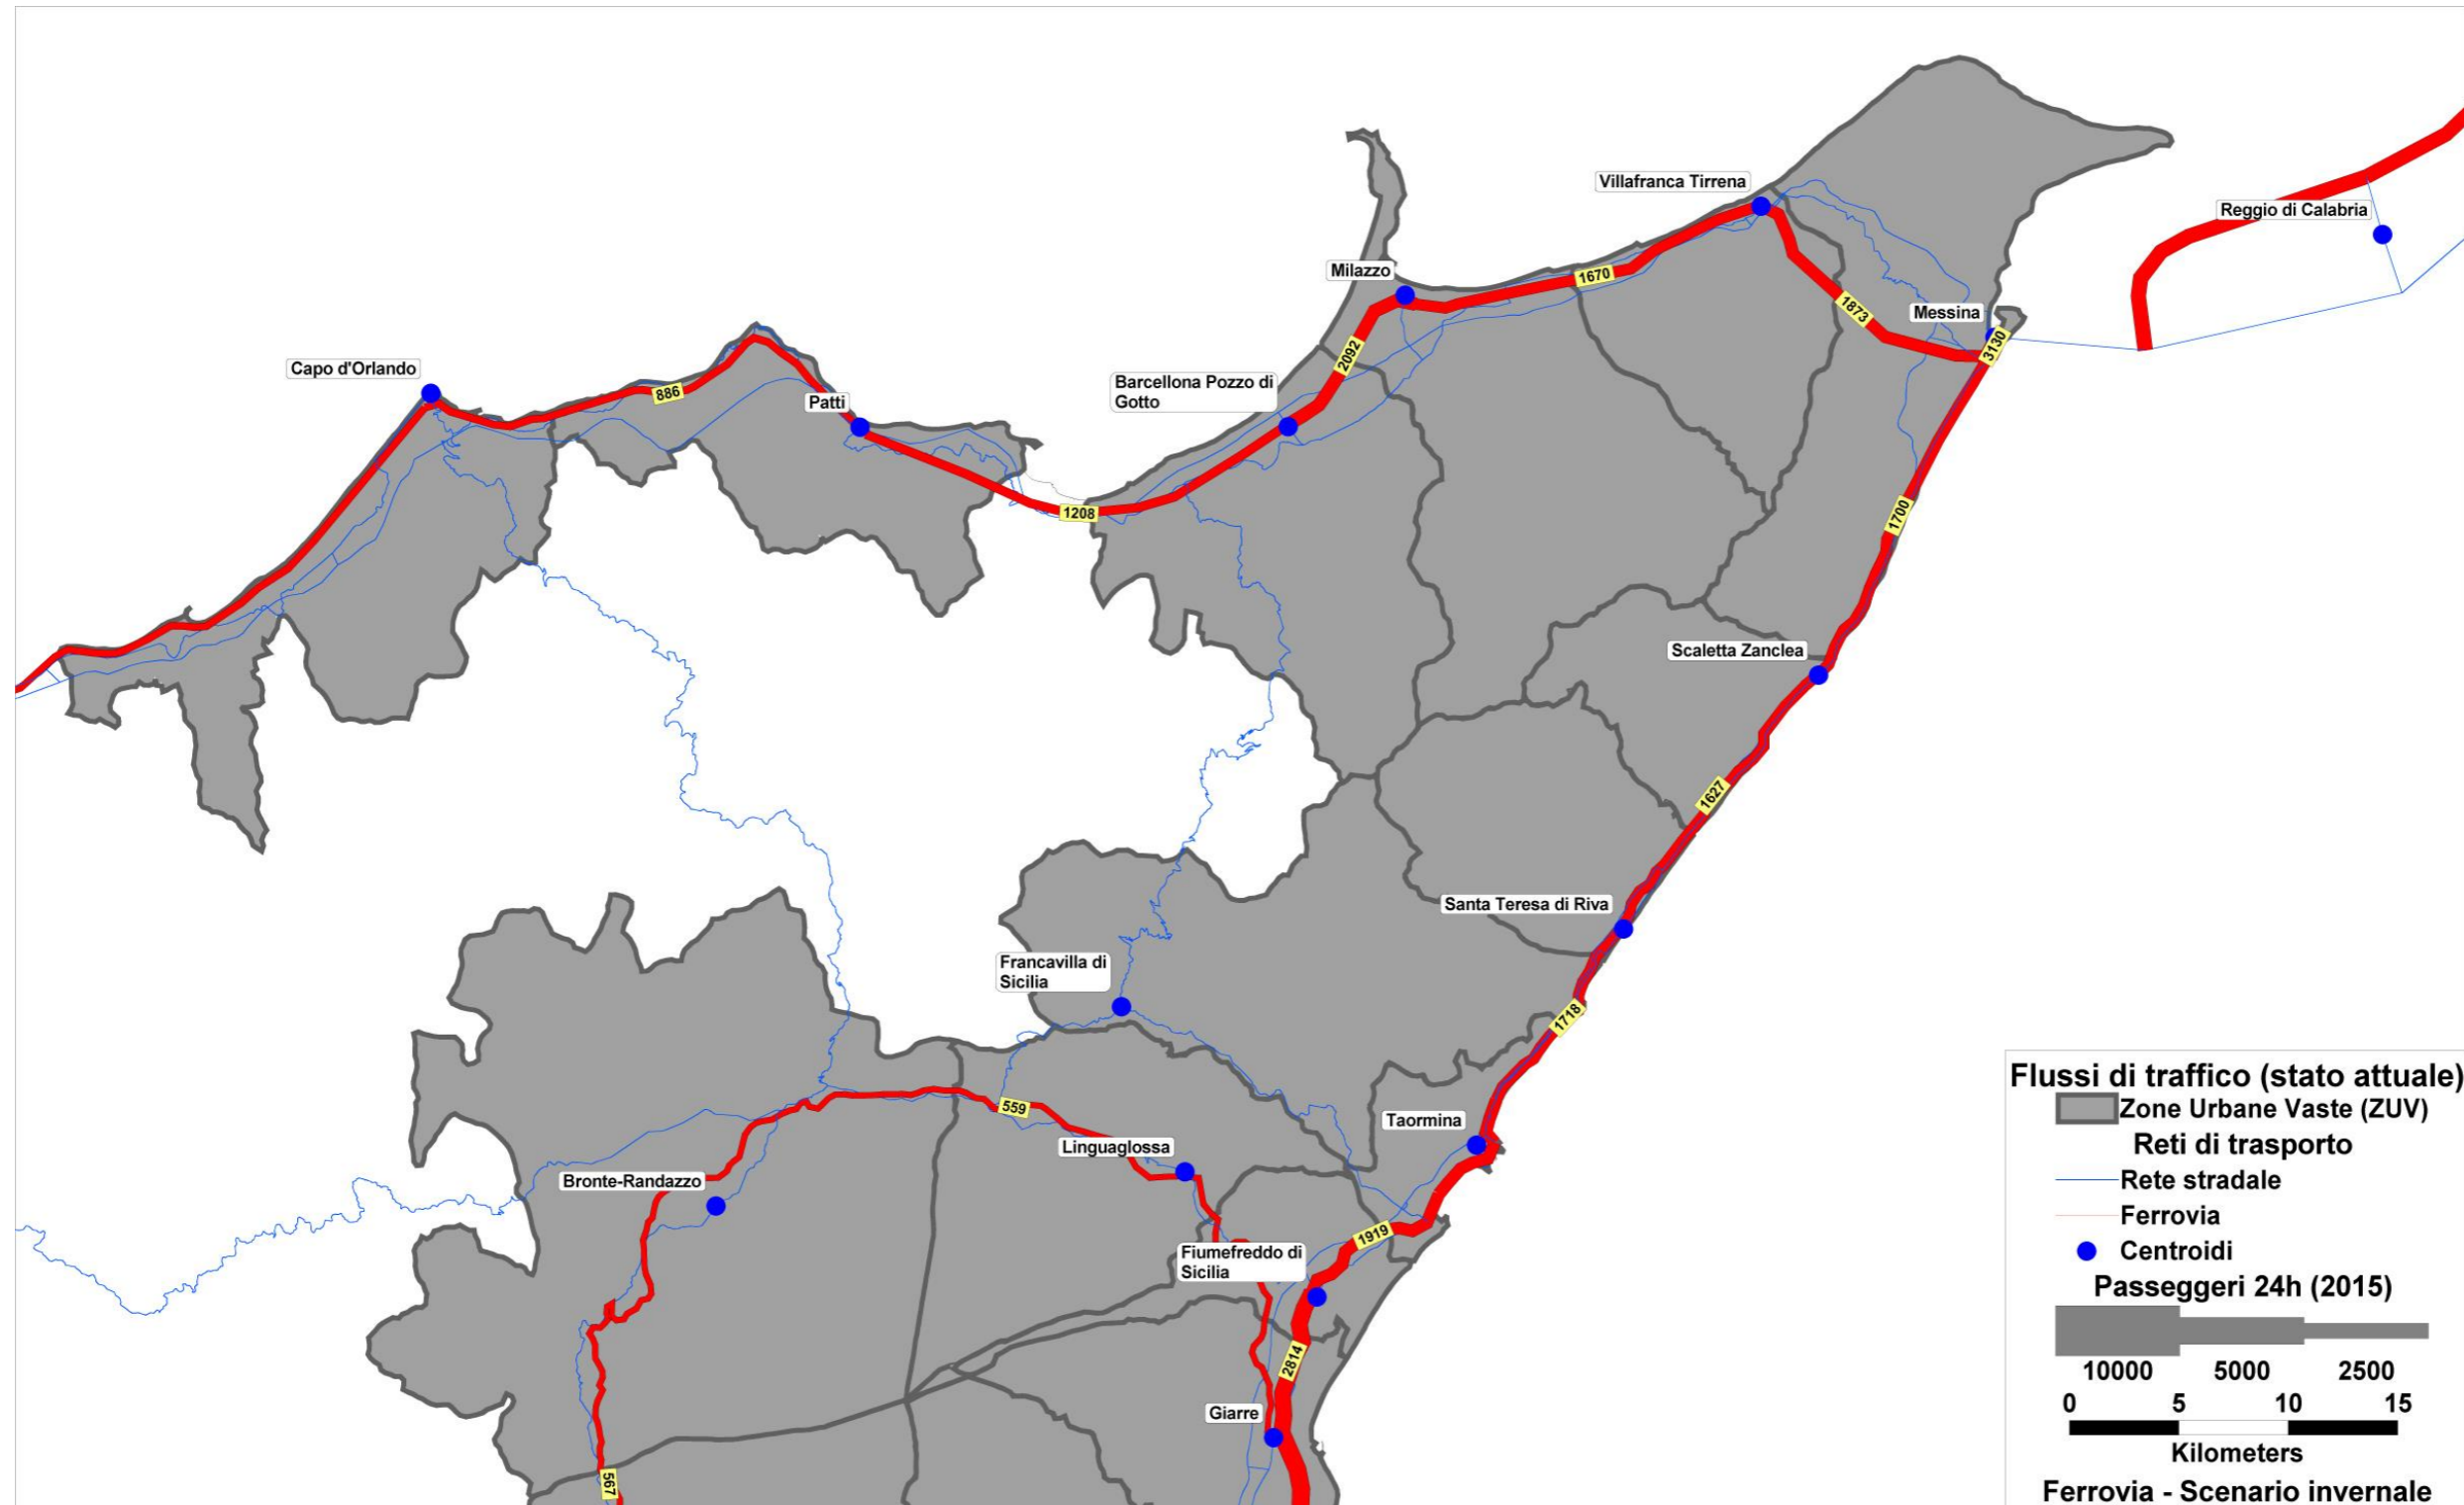 Villafranca Tirrena
Reggio di Calabria
Milazzo
1670
1873
Messina
3130
2092
Capo d'Orlando
886
Patti
Barcellona Pozzo di
Gotto
1208
1700
Scaletta Zanclea
1627
Santa Teresa di Riva
Francavilla di
Sicilia
1718
559
Taormina
Linguaglossa
Bronte-Randazzo
1919
Fiumefreddo di
Sicilia
2814
Giarre
567
Flussi di traffico (stato attuale)
Zone Urbane Vaste (ZUV)
Reti di trasporto
Rete stradale
Ferrovia
Centroidi
Passeggeri 24h (2015)
10000 5000 2500
0 5 10 15
Kilometers
Ferrovia - Scenario invernale